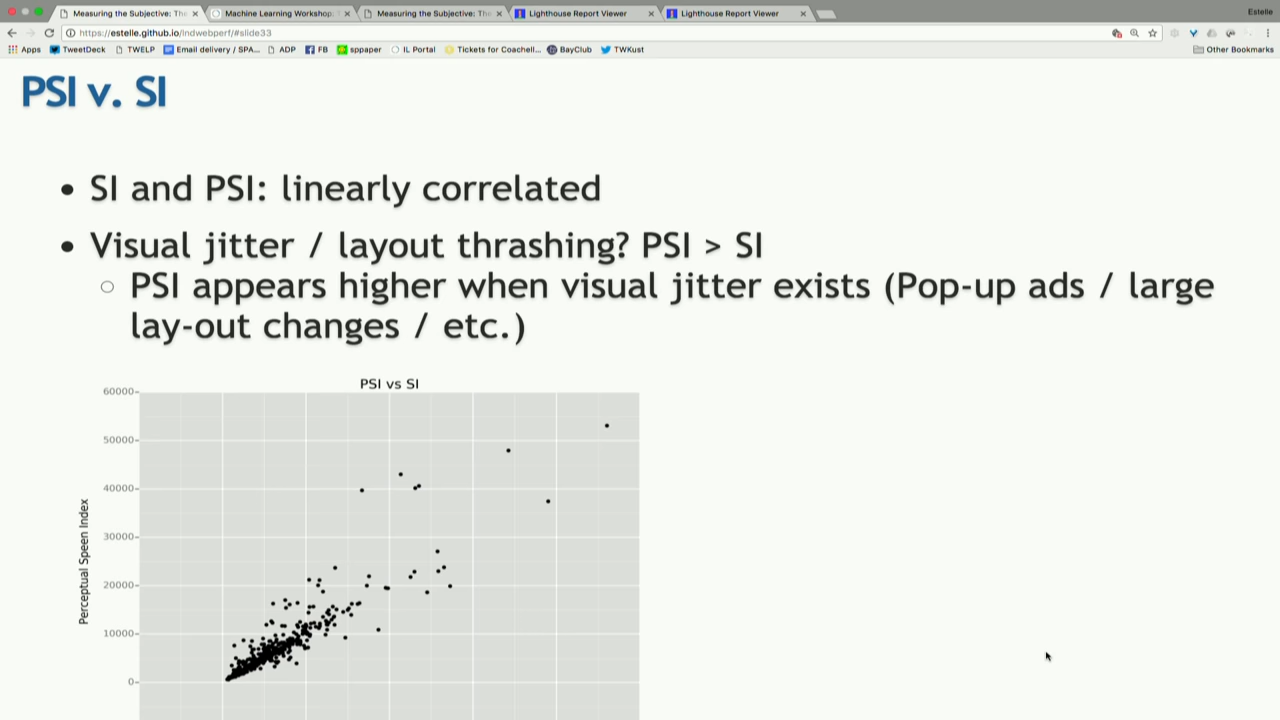 Estelle
Measuring the Subjective: The
Machine Learning Workshop:
Measuring the Subjective: The
Lighthouse Report Viewer
Lighthouse Report Viewer
https://estelle.github.io/Indwebperf/#slide33
Apps
TweetDeck
TWELP
Email delivery / SPA...
ADP
FB
sppaper
IL Portal
Tickets for Coachell...
BayClub
TWKust
Other Bookmarks
PSI v. SI
• SI and PSI: linearly correlated
• Visual jitter / layout thrashing? PSI > SI
○ PSI appears higher when visual jitter exists (Pop-up ads / large
lay-out changes / etc.)
PSI vs SI
60000
50000
40000
30000
20000
10000
0
Perceptual Speen Index